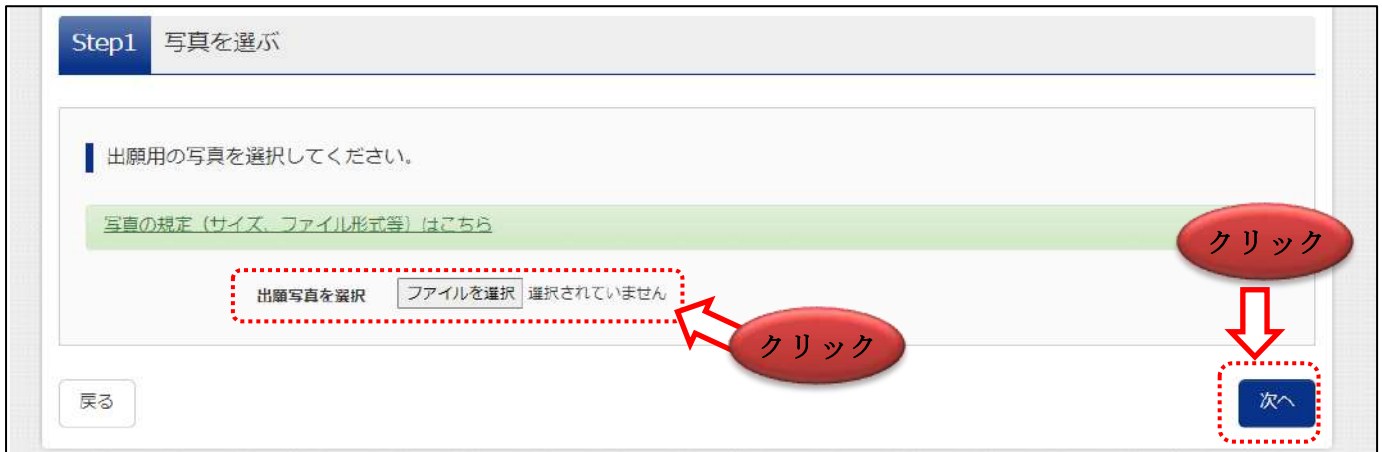 Step1 写真を選ぶ
出願用の写真を選択してください。
写真の規定（サイズ、ファイル形式等）はこちら
クリック
出願写真を選択 ファイルを選択 選択されていません
クリック
戻る 次へ